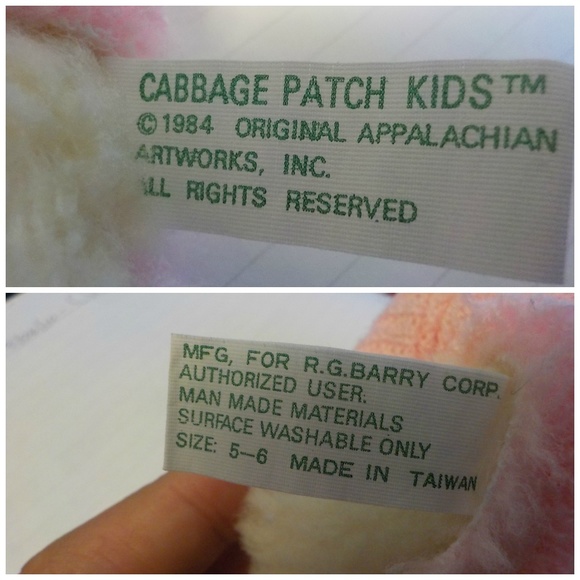 CABBAGE PATCH KIDS™
©1984 ORIGINAL APPALACHIAN
ARTWORKS, INC.
ALL RIGHTS RESERVED
MFG, FOR R.G.BARRY CORP.
AUTHORIZED USER.
MAN MADE MATERIALS
SURFACE WASHABLE ONLY
SIZE: 5-6 MADE IN TAIWAN